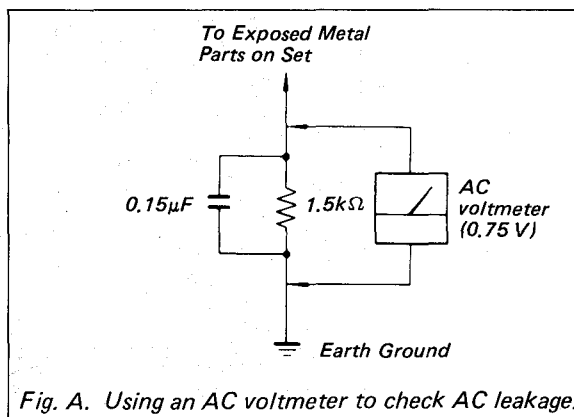 To Exposed Metal
Parts on Set
0.15μF
1.5kΩ
AC
voltmeter
(0.75 V)
Earth Ground
Fig. A. Using an AC voltmeter to check AC leakage.